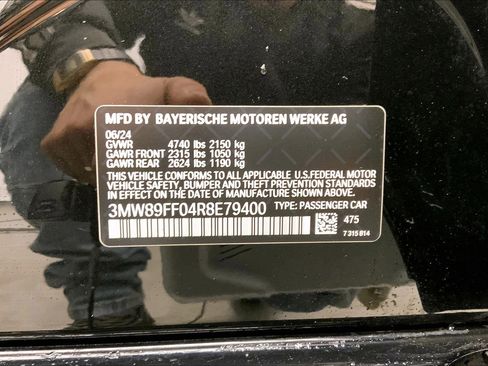 MFD BY BAYERISCHE MOTOREN WERKE AG
06/24
GVWR 4740 lbs 2150 kg
GAWR FRONT 2315 lbs 1050 kg
GAWR REAR 2624 lbs 1190 kg
THIS VEHICLE CONFORMS TO ALL APPLICABLE U.S.FEDERAL MOTOR
VEHICLE SAFETY, BUMPER AND THEFT PREVENTION STANDARDS IN
EFFECT ON THE DATE OF MANUFACTURE SHOWN ABOVE.
3MW89FF04R8E79400 TYPE: PASSENGER CAR
475
7 315 814